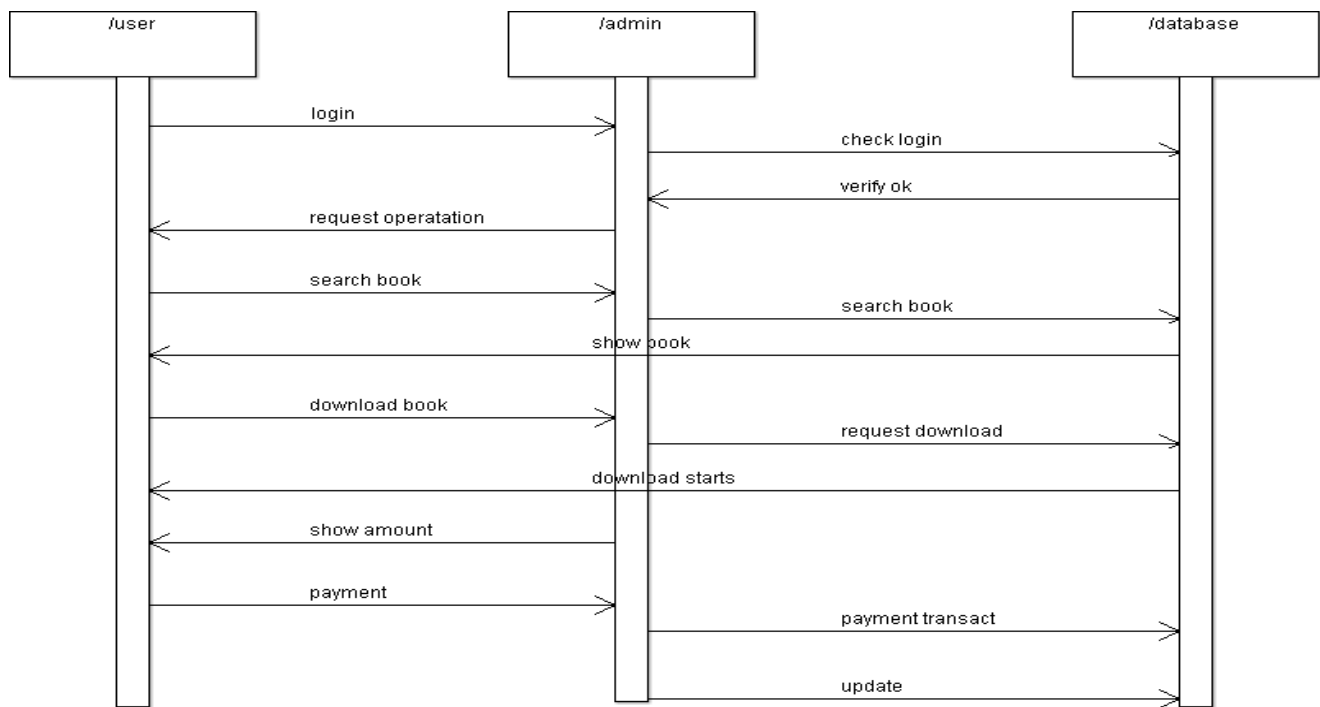 /user
/admin
/database
login
check login
verify ok
request operatation
search book
search book
show book
download book
request download
download starts
show amount
payment
payment transact
update